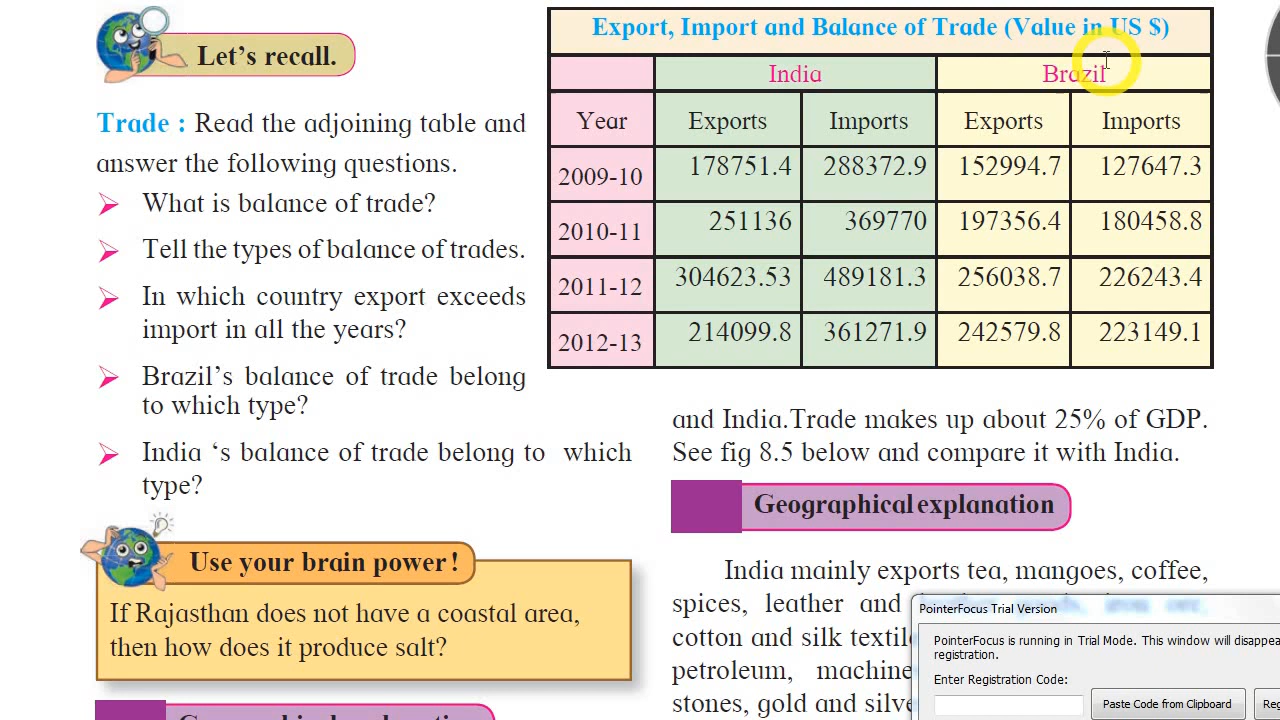 Let's recall.
Trade : Read the adjoining table and
answer the following questions.
What is balance of trade?
Tell the types of balance of trades.
In which country export exceeds
import in all the years?
Brazil's balance of trade belong
to which type?
India ‘s balance of trade belong to which
type?
Use your brain power!
If Rajasthan does not have a coastal area,
then how does it produce salt?
Export, Import and Balance of Trade (Value in US $)
India Brazil
Year Exports Imports Exports Imports
2009-10 178751.4 288372.9 152994.7 127647.3
2010-11 251136 369770 197356.4 180458.8
2011-12 304623.53 489181.3 256038.7 226243.4
2012-13 214099.8 361271.9 242579.8 223149.1
and India.Trade makes up about 25% of GDP.
See fig 8.5 below and compare it with India.
Geographical explanation
India mainly exports tea, mangoes, coffee,
spices, leather and
cotton and silk
petroleum,
stones, gold and
PointerFocus Trial Version
PointerFocus is running in Trial Mode. This window will
registration.
Enter Registration Code:
Paste Code from Clipboard